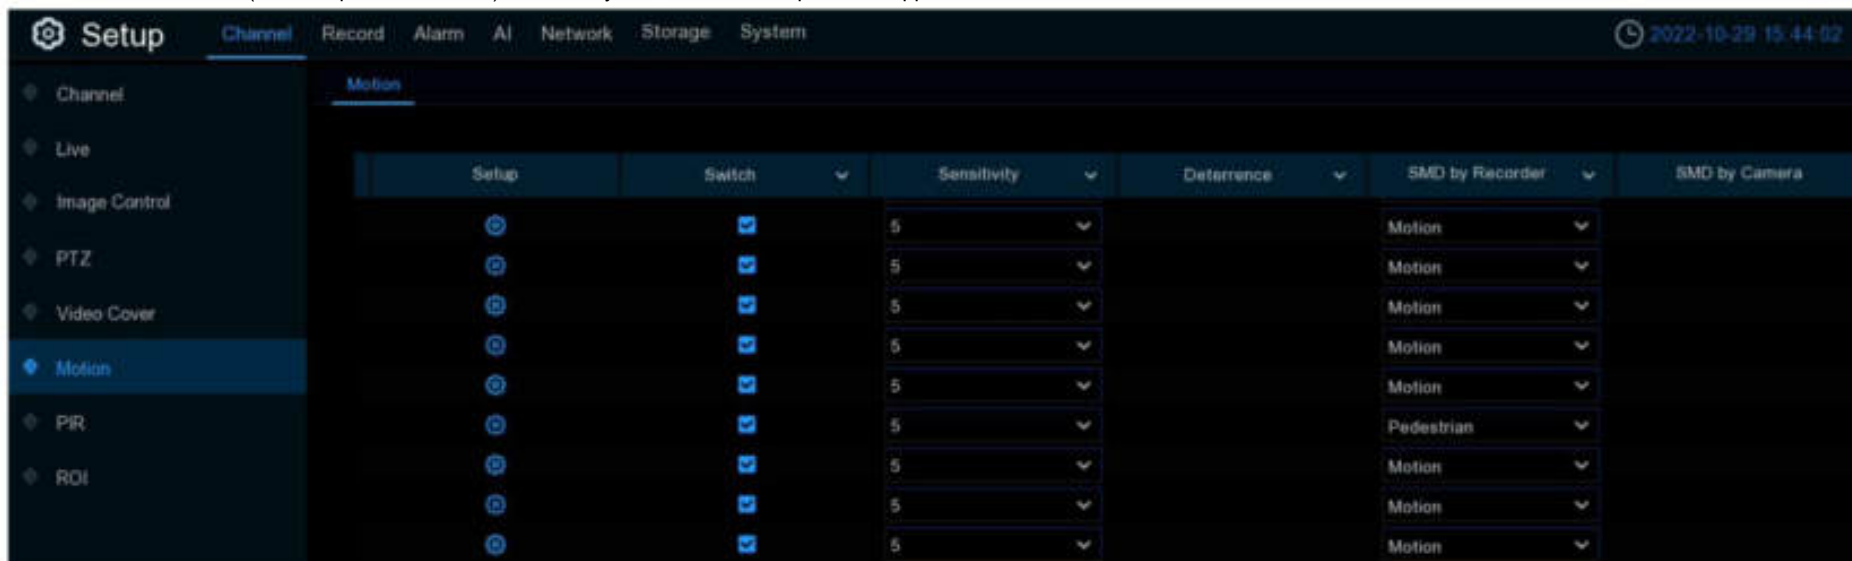 Setup Channel Record Alarm AI Network Storage System 2022-10-29 15:44:02
Channel
Motion
Live
Setup Switch Sensitivity Deterrence SMD by Recorder SMD by Camera
Image Control
5 Motion
PTZ
5 Motion
Video Cover
5 Motion
5 Motion
Motion
5 Motion
PIR
5 Pedestrian
5 Motion
ROI
5 Motion
5 Motion